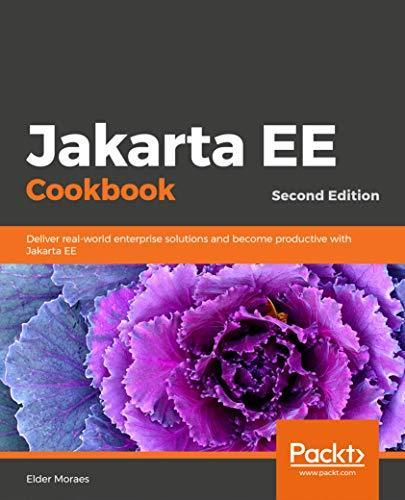 Jakarta EE
Cookbook
Second Edition
Deliver real-world enterprise solutions and become productive with
Jakarta EE
Elder Moraes
Packt>
www.packt.com